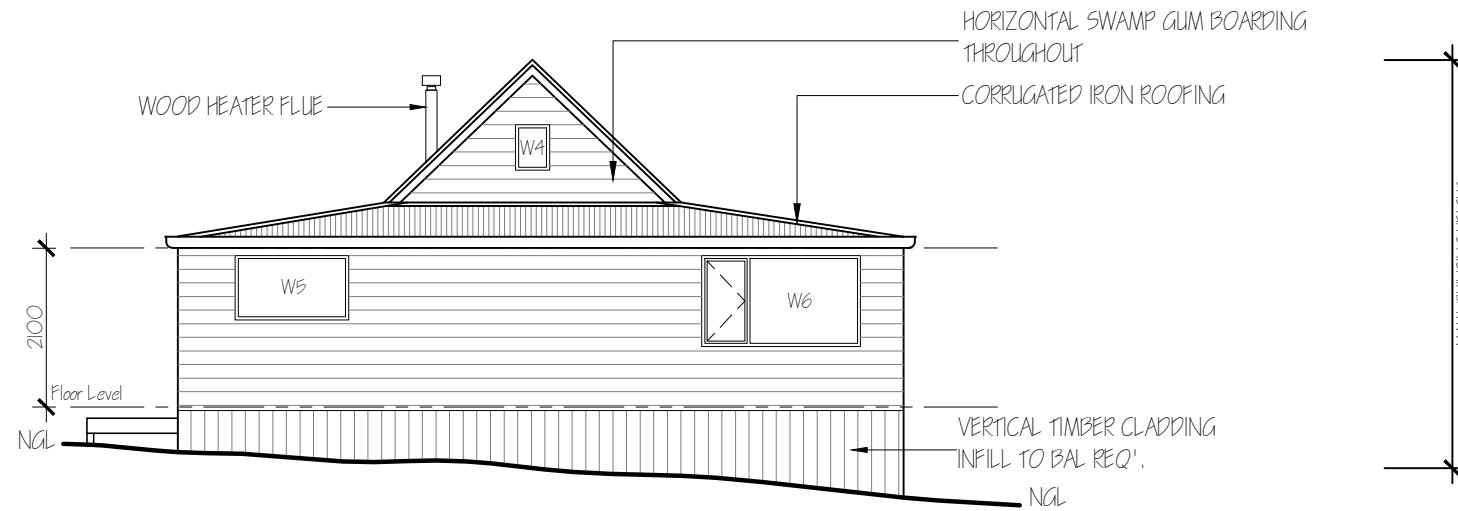 HORIZONTAL SWAMP GUM BOARDING
THROUGHOUT
WOOD HEATER FLUE
CORRUGATED IRON ROOFING
W4
W5
W6
2100
Floor Level
NGL
VERTICAL TIMBER CLADDING
INFILL TO BAL REQ'.
NGL